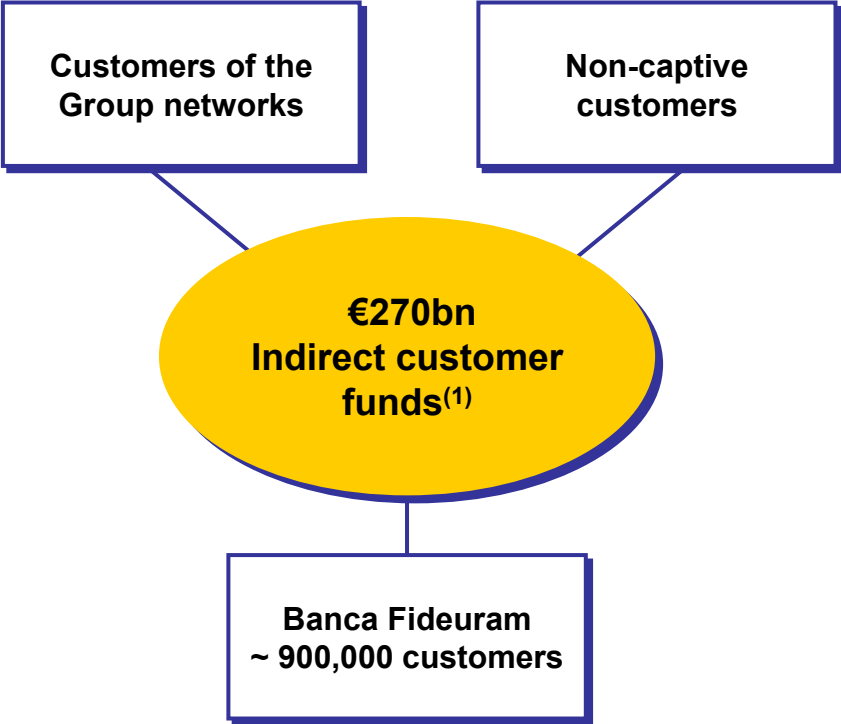 Customers of the
Group networks
Non-captive
customers
€270bn
Indirect customer
funds(1)
Banca Fideuram
~ 900,000 customers